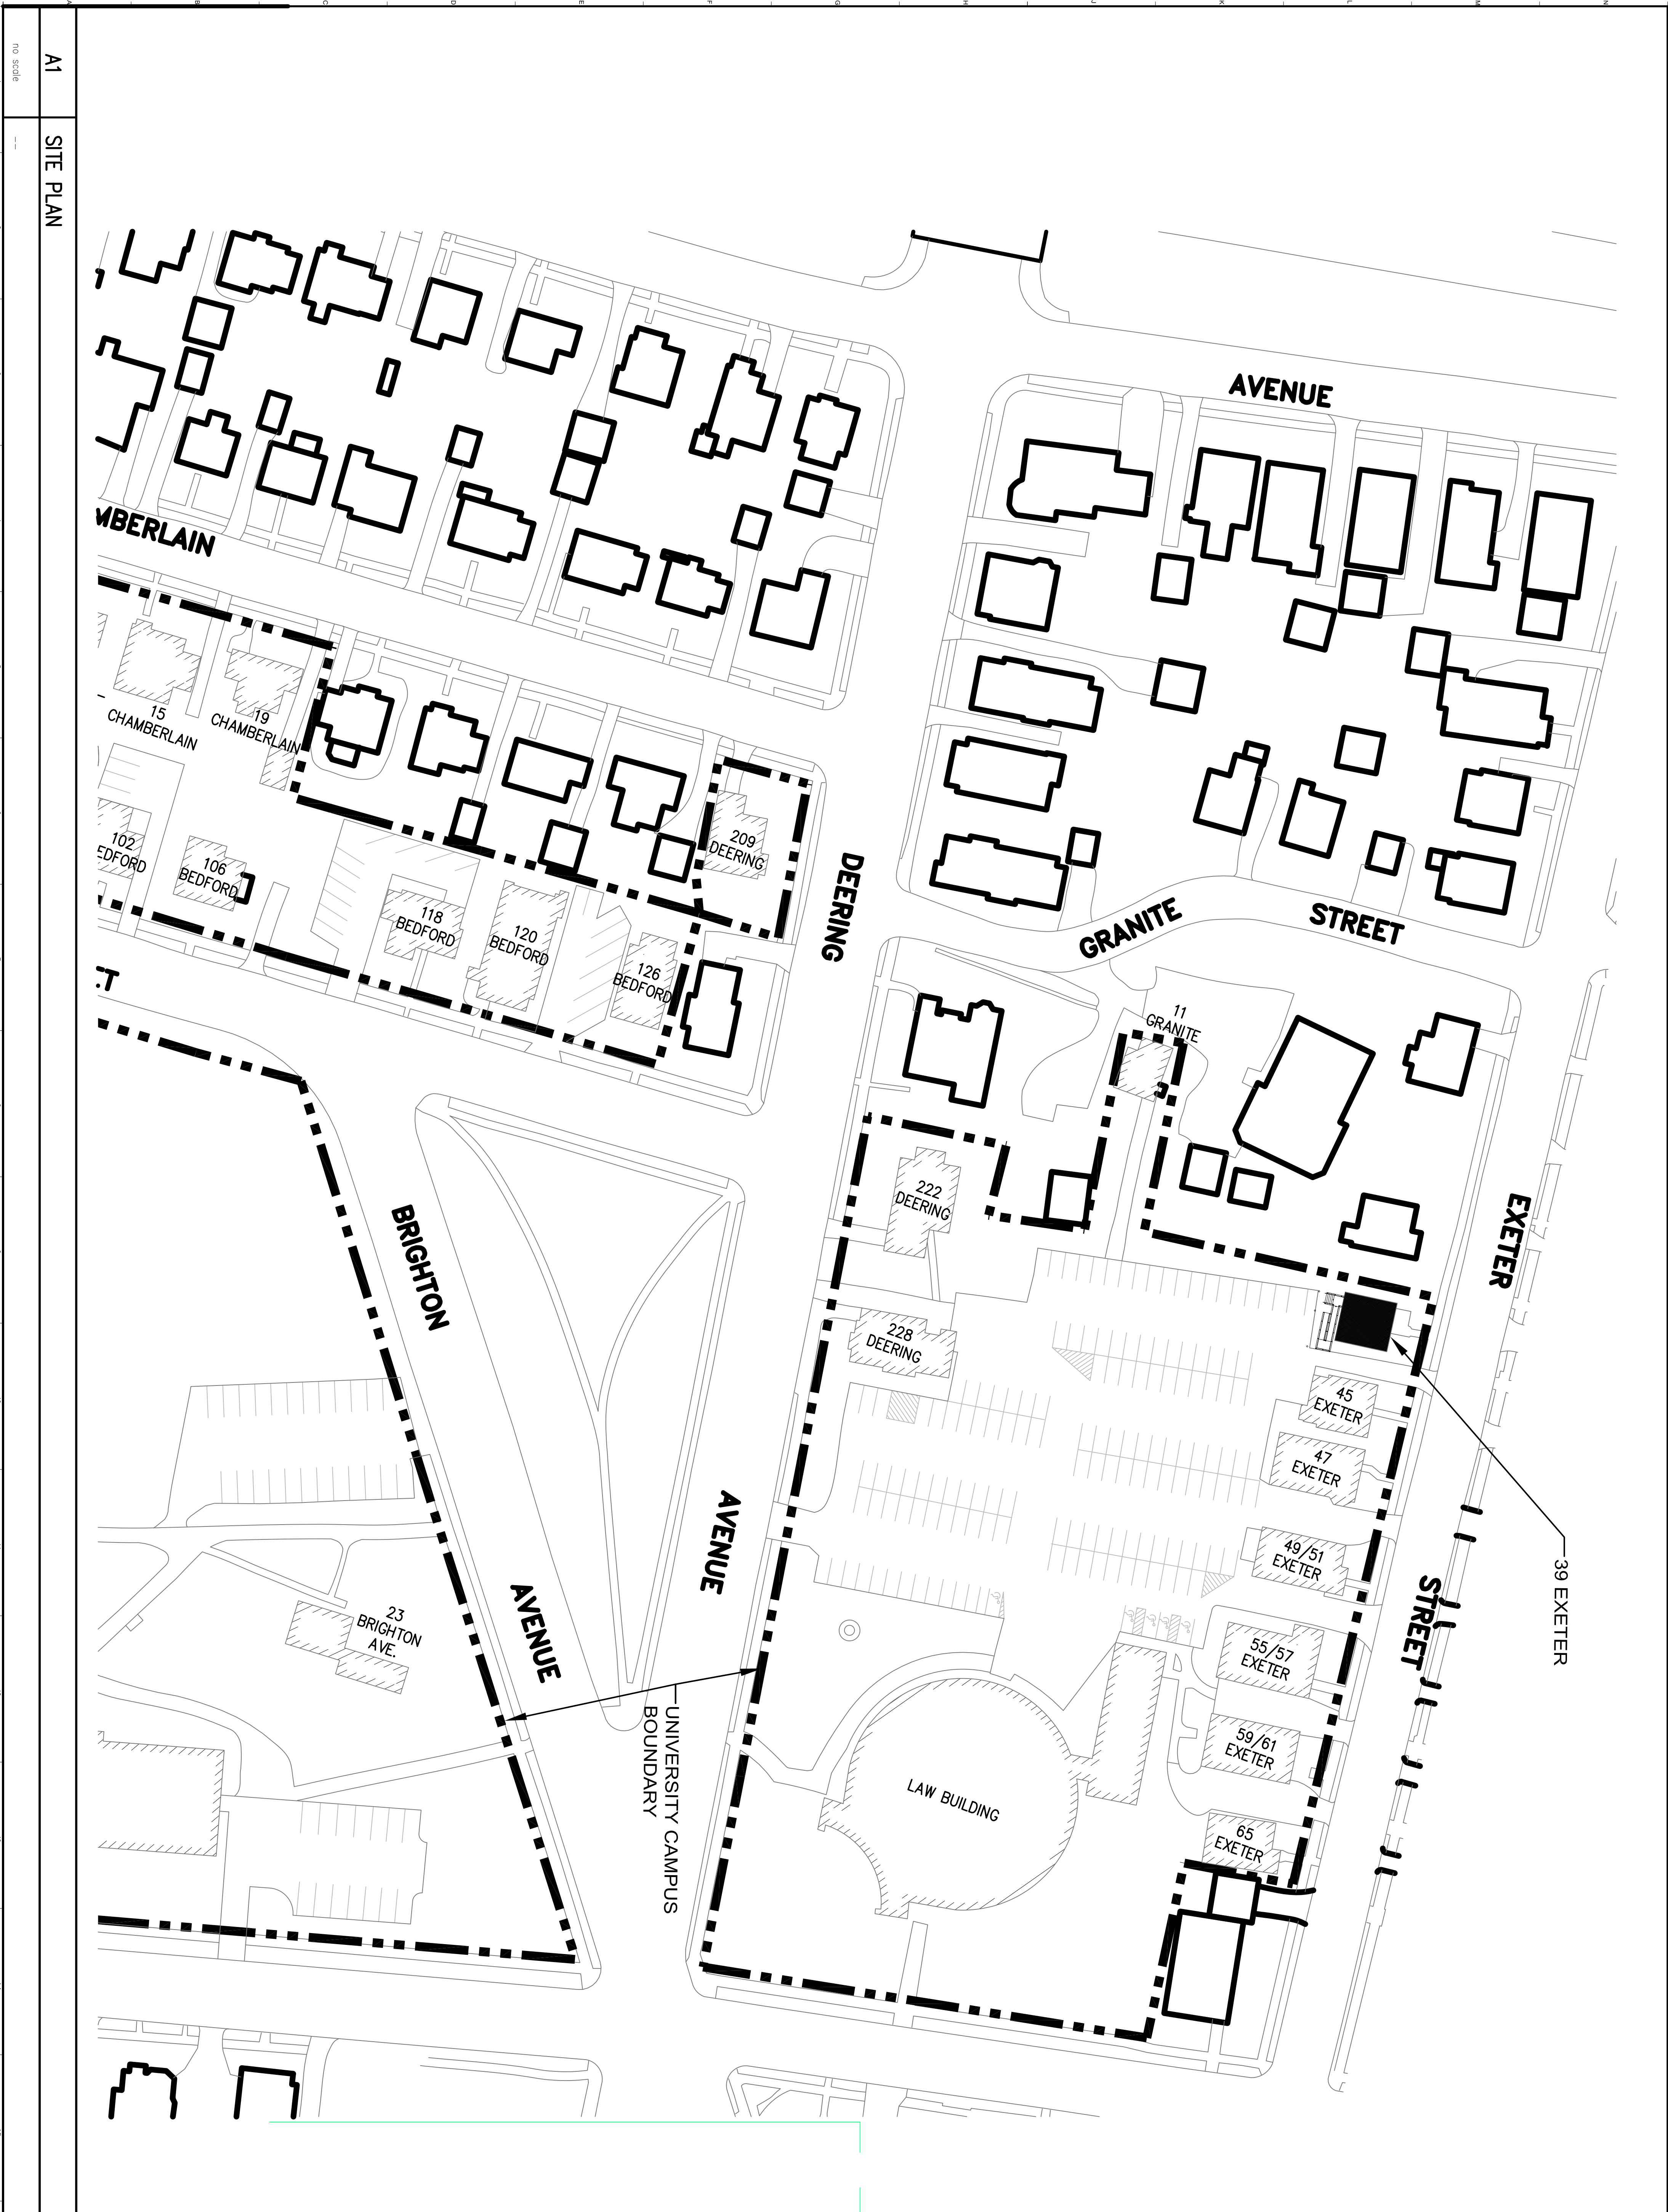 A1
SITE PLAN
no scale
--
A
B
C
D
E
F
G
H
J
K
L
M
N
AVENUE
MBERLAIN
15
CHAMBERLAIN
19
CHAMBERLAIN
102
EDFORD
106
BEDFORD
118
BEDFORD
120
BEDFORD
126
BEDFORD
209
DEERING
DEERING
GRANITE
STREET
11
GRANITE
222
DEERING
228
DEERING
BRIGHTON
AVENUE
AVENUE
EXETER
STREET
39 EXETER
45
EXETER
47
EXETER
49/51
EXETER
55/57
EXETER
59/61
EXETER
65
EXETER
LAW BUILDING
23
BRIGHTON
AVE.
UNIVERSITY CAMPUS
BOUNDARY